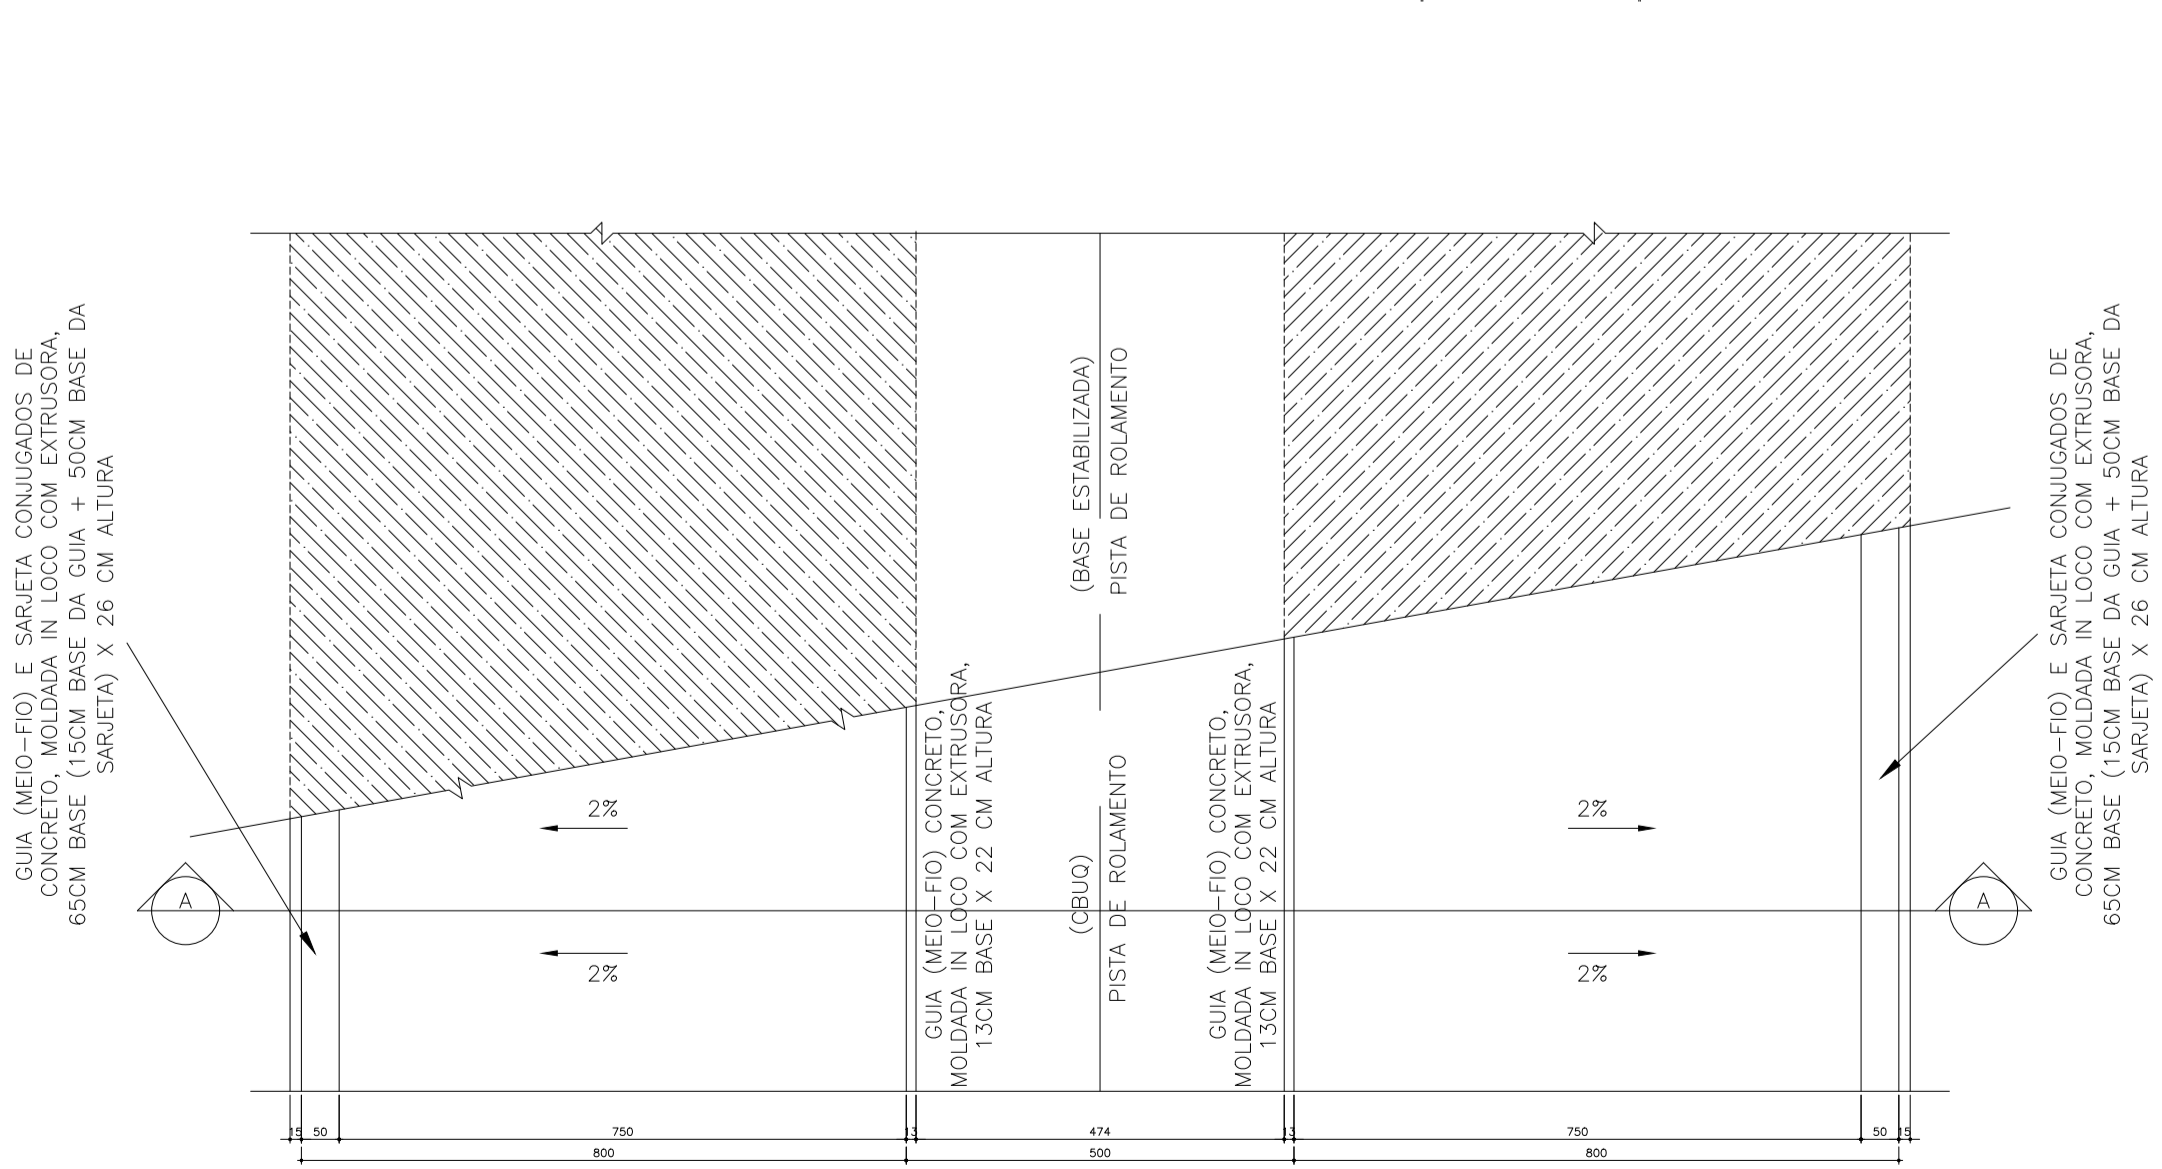 GUIA (MEIO-FIO) E SARJETA CONJUGADOS DE
CONCRETO, MOLDADA IN LOCO COM EXTRUSORA,
65CM BASE (15CM BASE DA GUIA + 50CM BASE DA
SARJETA) X 26 CM ALTURA
(BASE ESTABILIZADA)
PISTA DE ROLAMENTO
GUIA (MEIO-FIO) E SARJETA CONJUGADOS DE
CONCRETO, MOLDADA IN LOCO COM EXTRUSORA,
65CM BASE (15CM BASE DA GUIA + 50CM BASE DA
SARJETA) X 26 CM ALTURA
GUIA (MEIO-FIO) CONCRETO,
MOLDADA IN LOCO COM EXTRUSORA,
13CM BASE X 22 CM ALTURA
(CBUQ)
PISTA DE ROLAMENTO
GUIA (MEIO-FIO) CONCRETO,
MOLDADA IN LOCO COM EXTRUSORA,
13CM BASE X 22 CM ALTURA
2%
2%
A
A
2%
2%
15 50 750 13 474 13 750 50 15
800 500 800